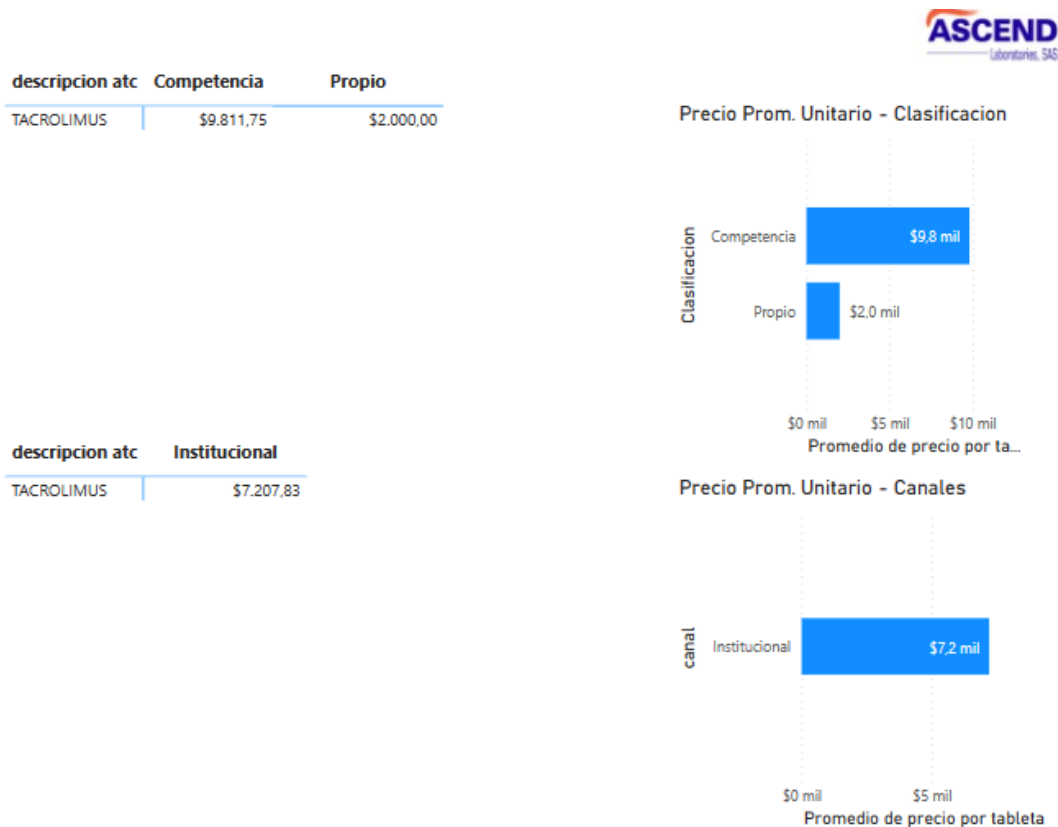 ASCEND
Laboratories, SAS
descripcion atc Competencia Propio
TACROLIMUS $9.811,75 $2.000,00
Precio Prom. Unitario - Clasificacion
Clasificacion
Competencia $9,8 mil
Propio $2,0 mil
$0 mil $5 mil $10 mil
Promedio de precio por ta...
descripcion atc Institucional
TACROLIMUS $7.207,83
Precio Prom. Unitario - Canales
canal
Institucional $7,2 mil
$0 mil $5 mil
Promedio de precio por tableta